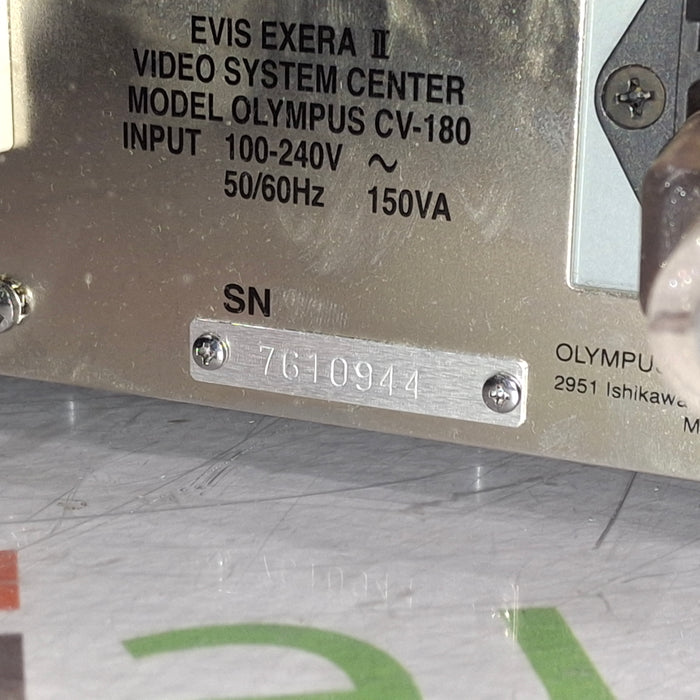 EVIS EXERA II
VIDEO SYSTEM CENTER
MODEL OLYMPUS CV-180
INPUT 100-240V ~
50/60Hz 150VA
SN
7610944
OLYMPU
2951 Ishikawa
M